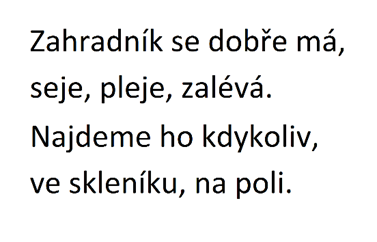 Zahradník se dobře má,
seje, pleje, zalévá.
Najdeme ho kdykoliv,
ve skleníku, na poli.